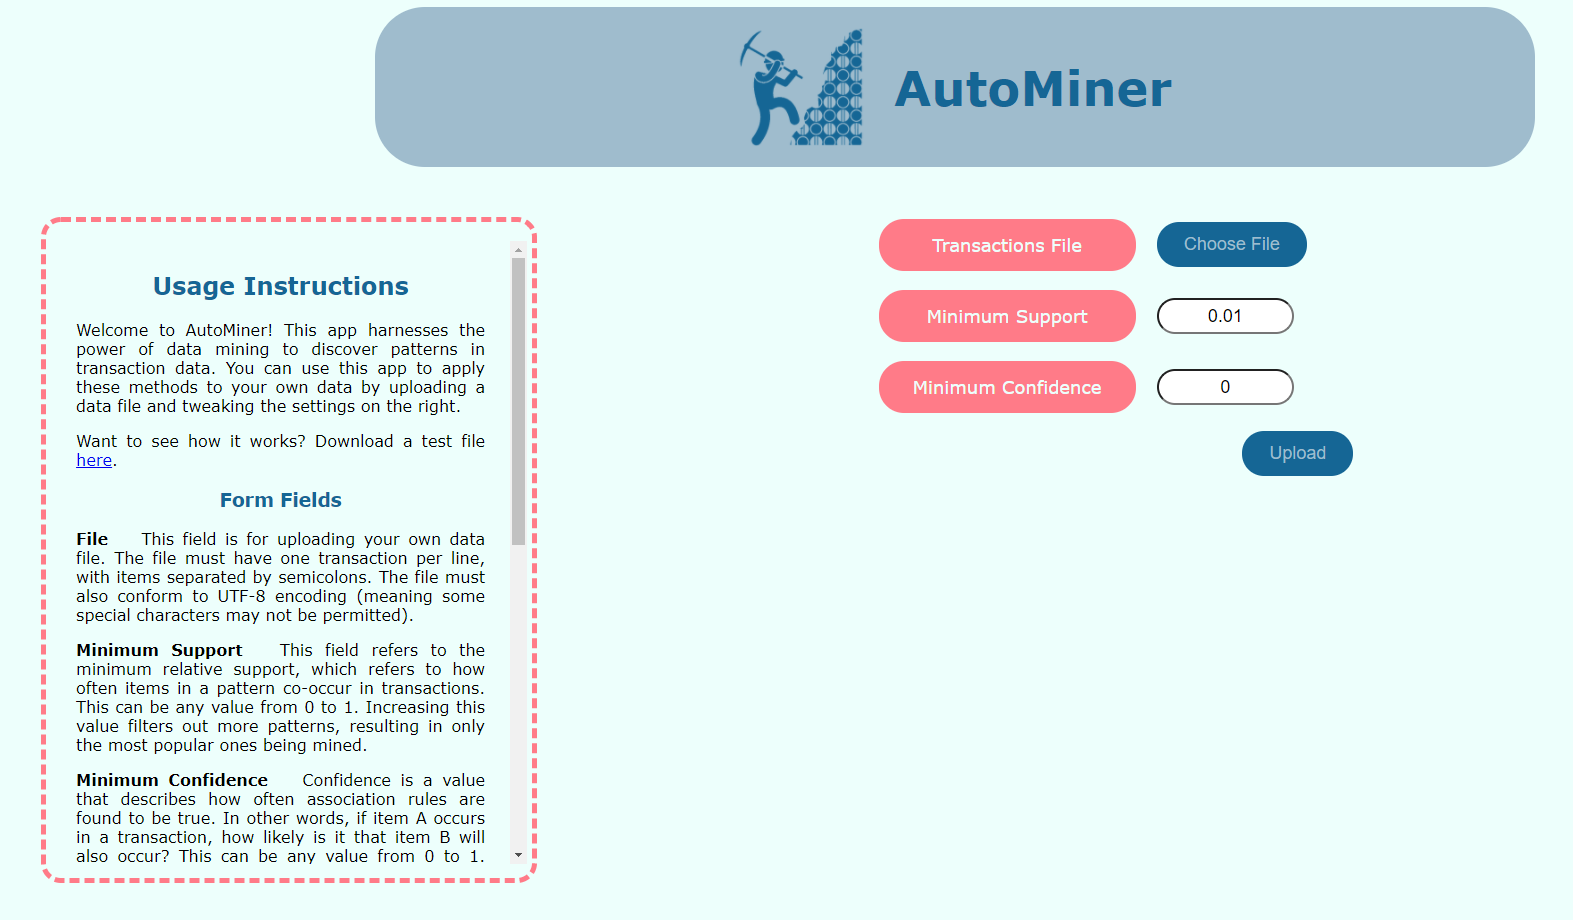 AutoMiner
Usage Instructions
Welcome to AutoMiner! This app harnesses the
power of data mining to discover patterns in
transaction data. You can use this app to apply
these methods to your own data by uploading a
data file and tweaking the settings on the right.
Want to see how it works? Download a test file
here.
Form Fields
File This field is for uploading your own data
file. The file must have one transaction per line,
with items separated by semicolons. The file must
also conform to UTF-8 encoding (meaning some
special characters may not be permitted).
Minimum Support This field refers to the
minimum relative support, which refers to how
often items in a pattern co-occur in transactions.
This can be any value from 0 to 1. Increasing this
value filters out more patterns, resulting in only
the most popular ones being mined.
Minimum Confidence Confidence is a value
that describes how often association rules are
found to be true. In other words, if item A occurs
in a transaction, how likely is it that item B will
also occur? This can be any value from 0 to 1.
Transactions File Choose File
Minimum Support 0.01
Minimum Confidence 0
Upload